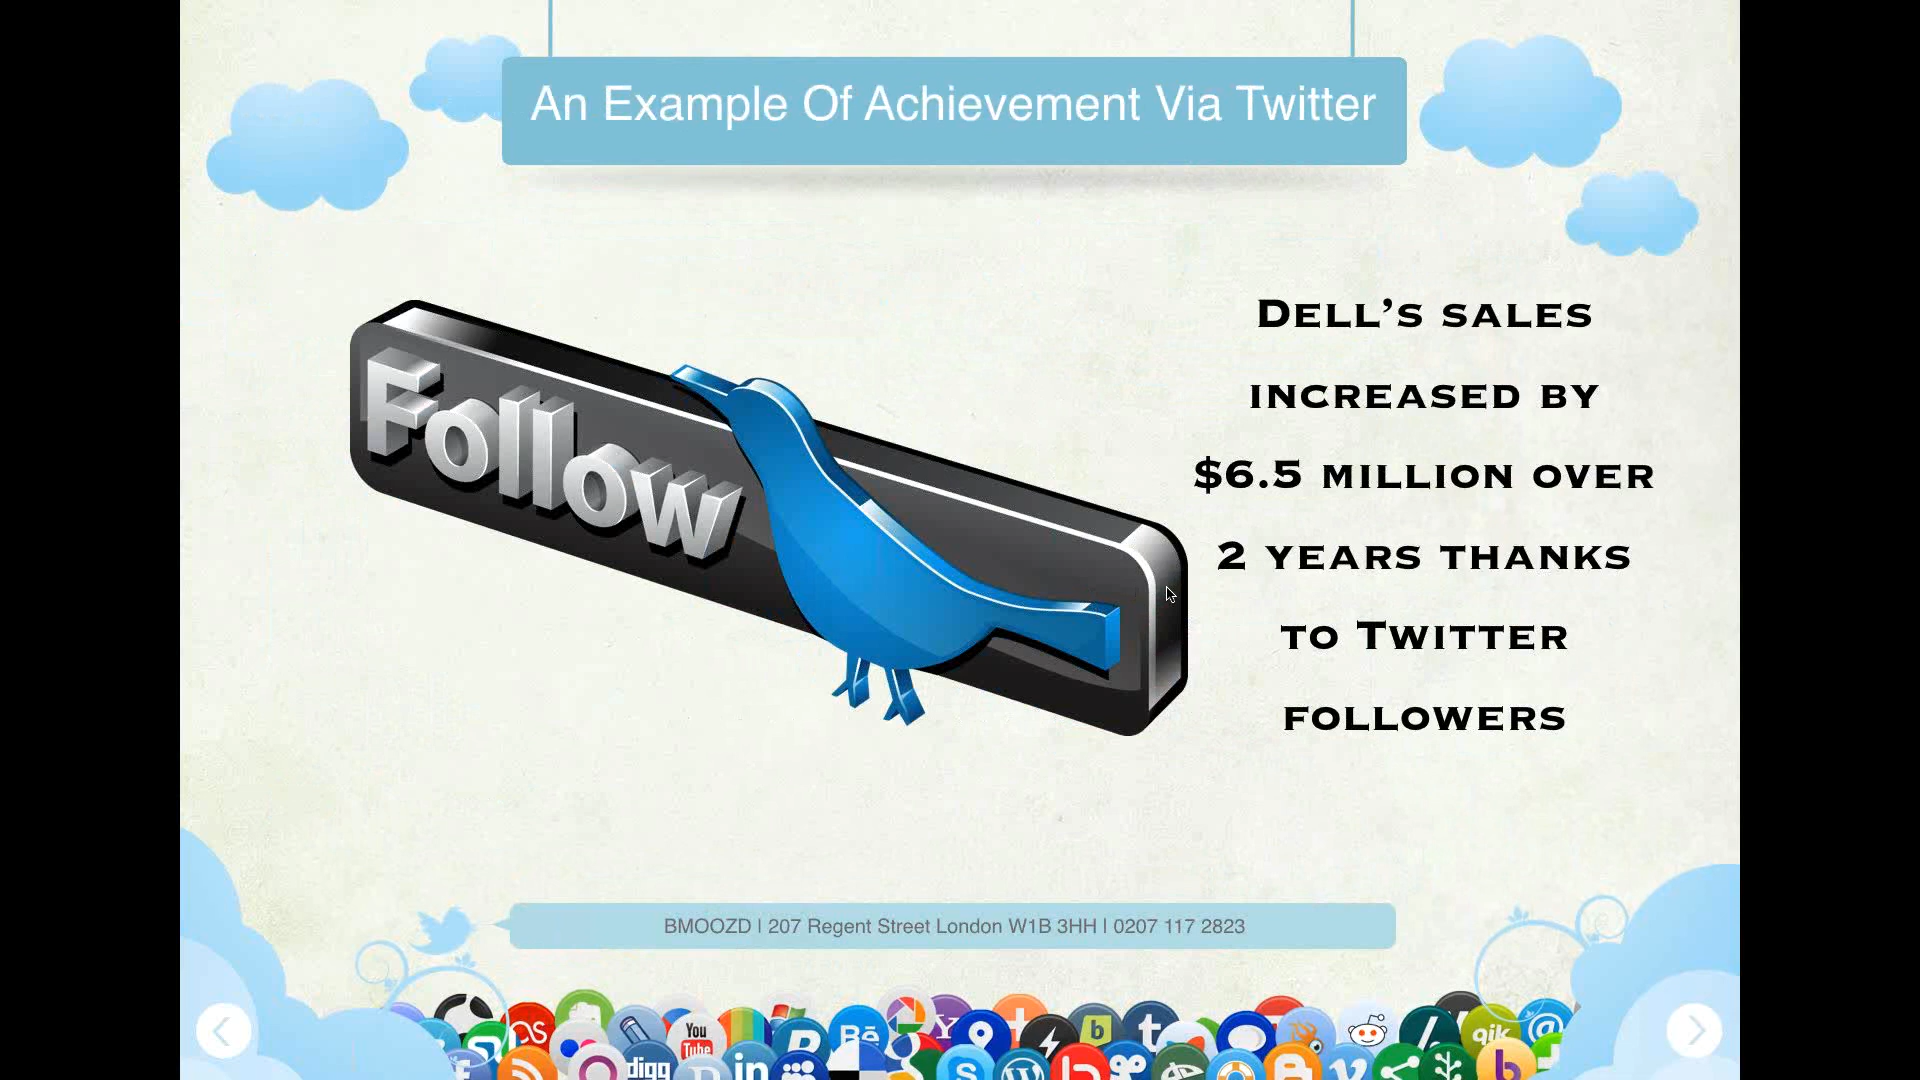 An Example Of Achievement Via Twitter
Follow
Dell's sales
increased by
$6.5 million over
2 years thanks
to Twitter
followers
BMOOZD | 207 Regent Street London W1B 3HH | 0207 117 2823
You
Tube
Bē
b
t
qik
@
digg
in
S
b